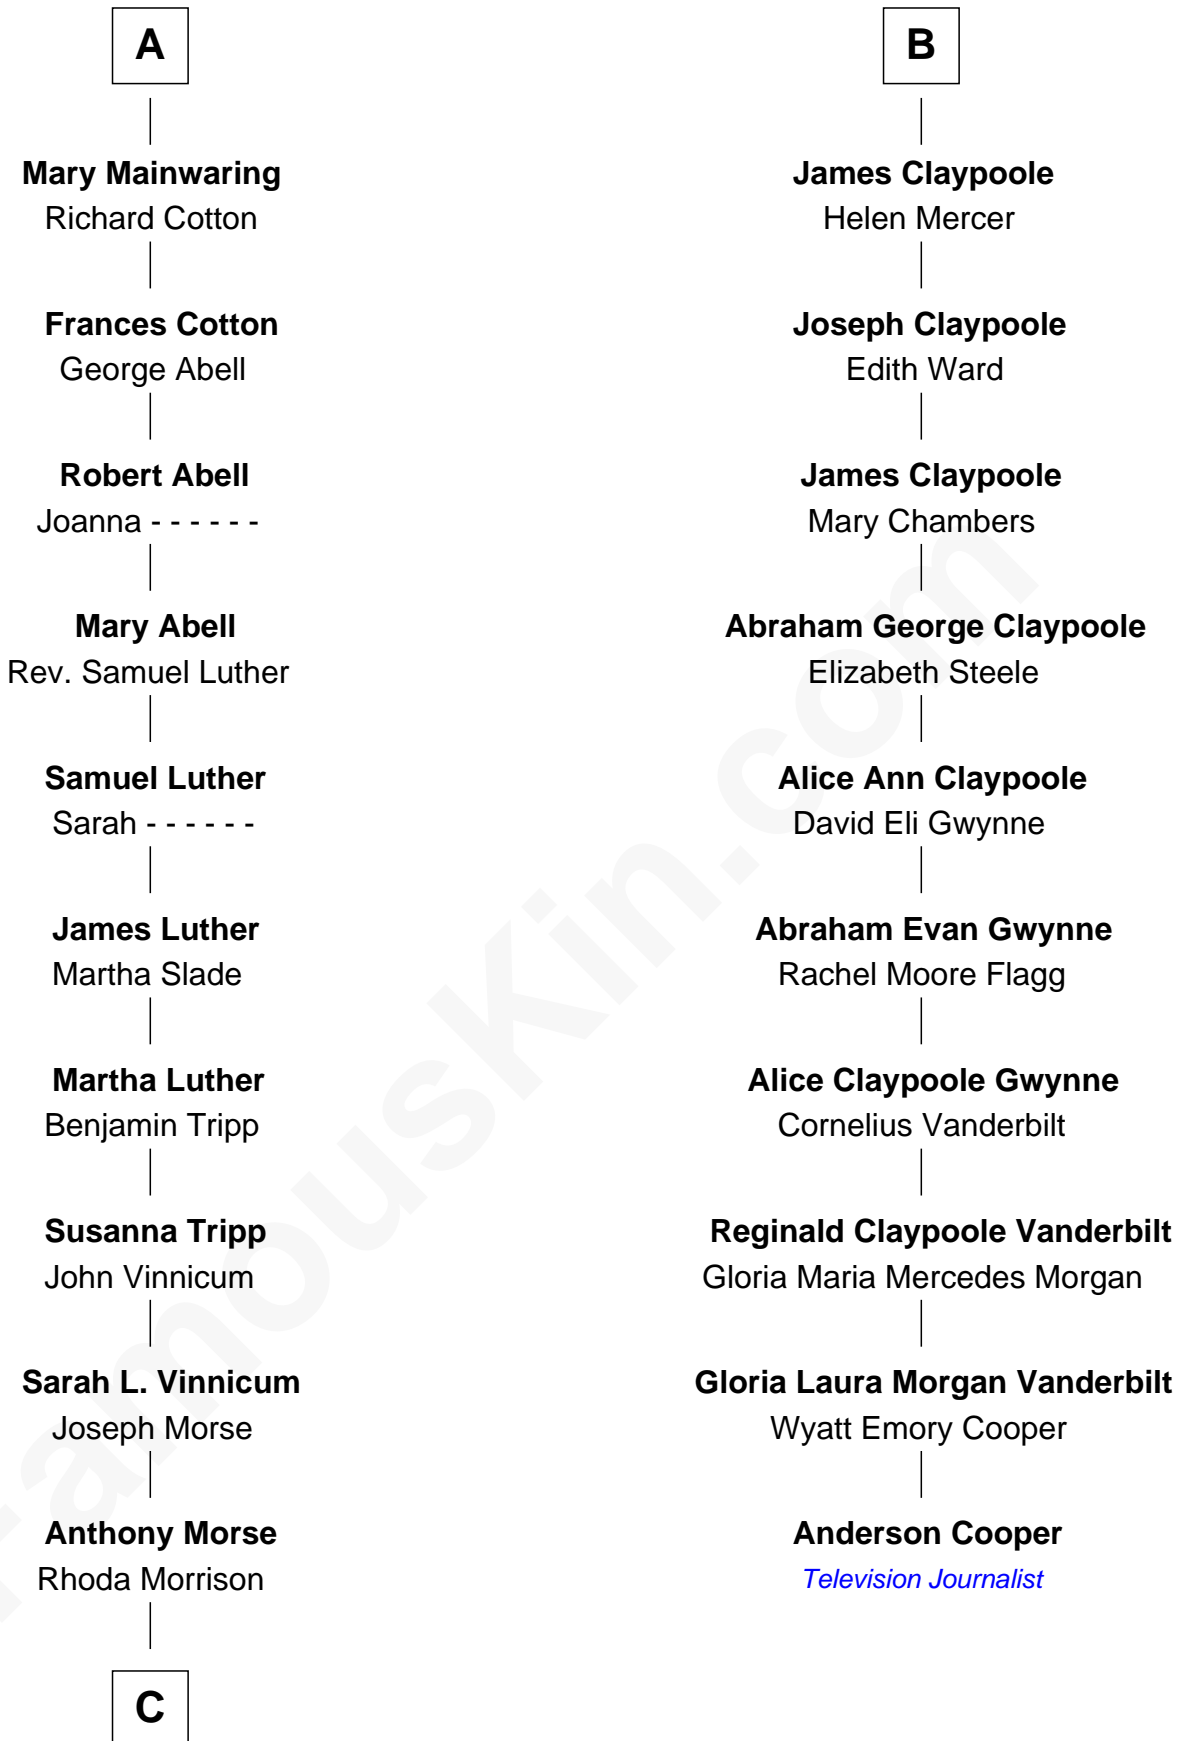 A
Mary Mainwaring
Richard Cotton
Frances Cotton
George Abell
Robert Abell
Joanna - - - - - -
Mary Abell
Rev. Samuel Luther
Samuel Luther
Sarah - - - - - -
James Luther
Martha Slade
Martha Luther
Benjamin Tripp
Susanna Tripp
John Vinnicum
Sarah L. Vinnicum
Joseph Morse
Anthony Morse
Rhoda Morrison
C
B
James Claypoole
Helen Mercer
Joseph Claypoole
Edith Ward
James Claypoole
Mary Chambers
Abraham George Claypoole
Elizabeth Steele
Alice Ann Claypoole
David Eli Gwynne
Abraham Evan Gwynne
Rachel Moore Flagg
Alice Claypoole Gwynne
Cornelius Vanderbilt
Reginald Claypoole Vanderbilt
Gloria Maria Mercedes Morgan
Gloria Laura Morgan Vanderbilt
Wyatt Emory Cooper
Anderson Cooper
Television Journalist
FamousKin.com